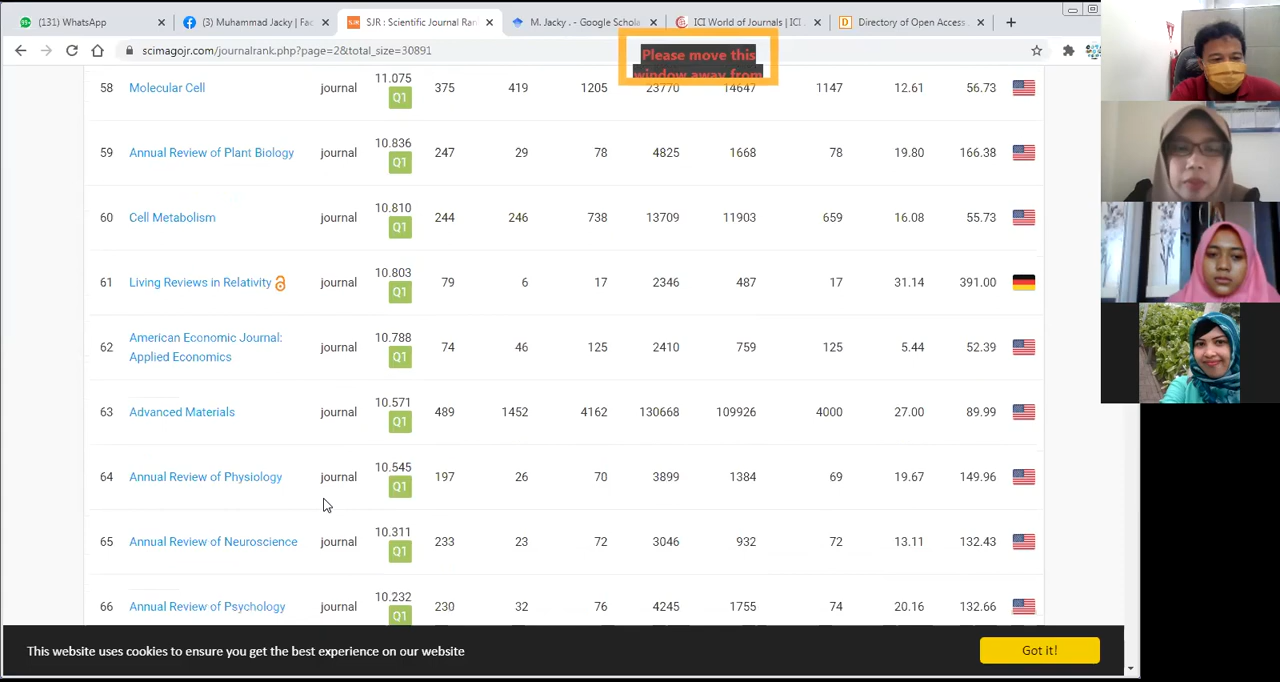 (131) WhatsApp
(3) Muhammad Jacky | Fac
SJR : Scientific Journal Ran
M. Jacky . - Google Schola
ICI World of Journals | ICI .
Directory of Open Access .
scimagojr.com/journalrank.php?page=2&total_size=30891
Please move this
window away from
58 Molecular Cell journal 11.075 Q1 375 419 1205 23770 14647 1147 12.61 56.73
59 Annual Review of Plant Biology journal 10.836 Q1 247 29 78 4825 1668 78 19.80 166.38
60 Cell Metabolism journal 10.810 Q1 244 246 738 13709 11903 659 16.08 55.73
61 Living Reviews in Relativity journal 10.803 Q1 79 6 17 2346 487 17 31.14 391.00
62 American Economic Journal:
Applied Economics journal 10.788 Q1 74 46 125 2410 759 125 5.44 52.39
63 Advanced Materials journal 10.571 Q1 489 1452 4162 130668 109926 4000 27.00 89.99
64 Annual Review of Physiology journal 10.545 Q1 197 26 70 3899 1384 69 19.67 149.96
65 Annual Review of Neuroscience journal 10.311 Q1 233 23 72 3046 932 72 13.11 132.43
66 Annual Review of Psychology journal 10.232 Q1 230 32 76 4245 1755 74 20.16 132.66
This website uses cookies to ensure you get the best experience on our website
Got it!